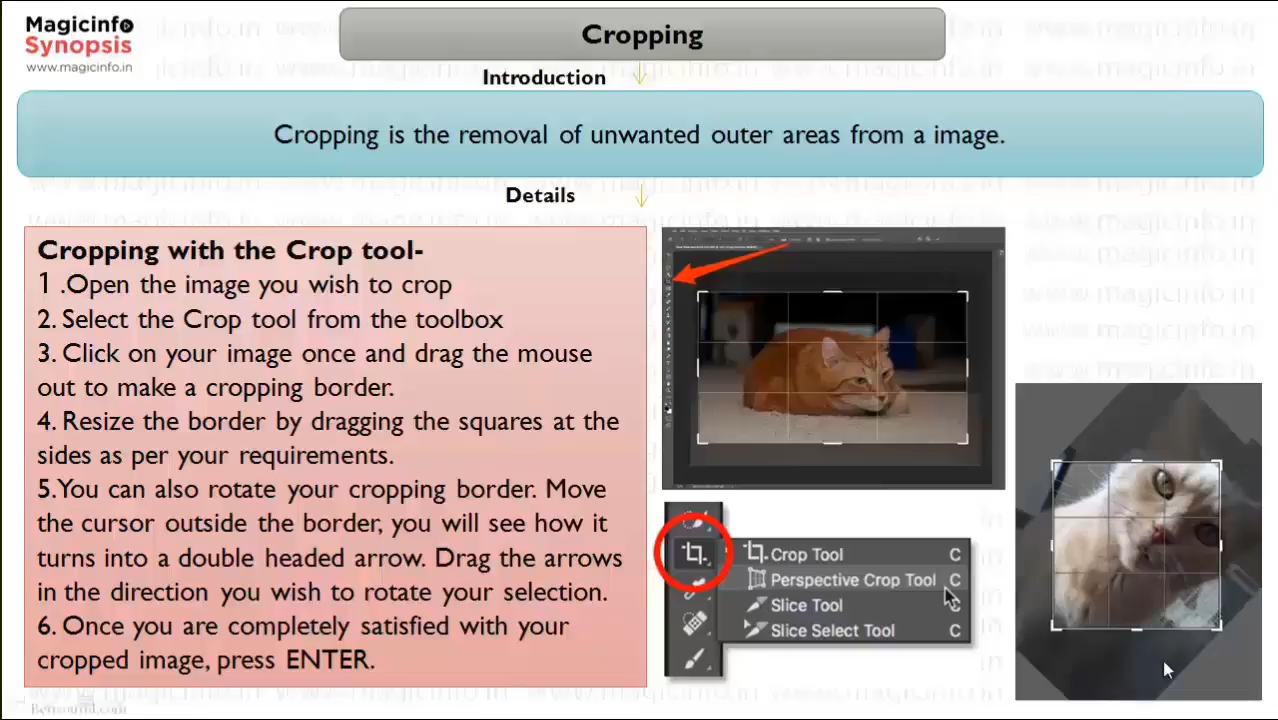 Magicinfo
Synopsis
www.magicinfo.in
Cropping
Introduction
Cropping is the removal of unwanted outer areas from a image.
Details
Cropping with the Crop tool-
1 .Open the image you wish to crop
2. Select the Crop tool from the toolbox
3. Click on your image once and drag the mouse
out to make a cropping border.
4. Resize the border by dragging the squares at the
sides as per your requirements.
5.You can also rotate your cropping border. Move
the cursor outside the border, you will see how it
turns into a double headed arrow. Drag the arrows
in the direction you wish to rotate your selection.
6. Once you are completely satisfied with your
cropped image, press ENTER.
Crop Tool C
Perspective Crop Tool C
Slice Tool C
Slice Select Tool C
Bensound.com